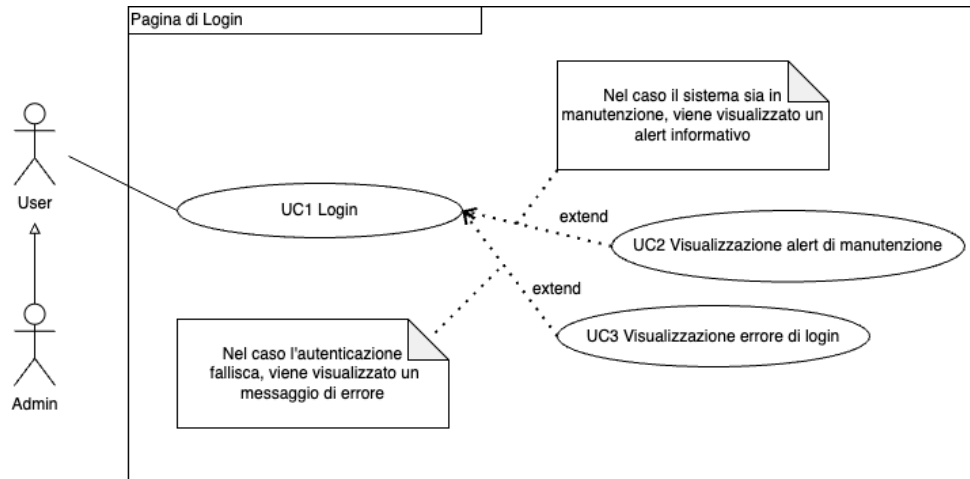 Pagina di Login
Nel caso il sistema sia in
manutenzione, viene visualizzato un
alert informativo
User
UC1 Login
extend
UC2 Visualizzazione alert di manutenzione
extend
UC3 Visualizzazione errore di login
Nel caso l'autenticazione
fallisca, viene visualizzato un
messaggio di errore
Admin